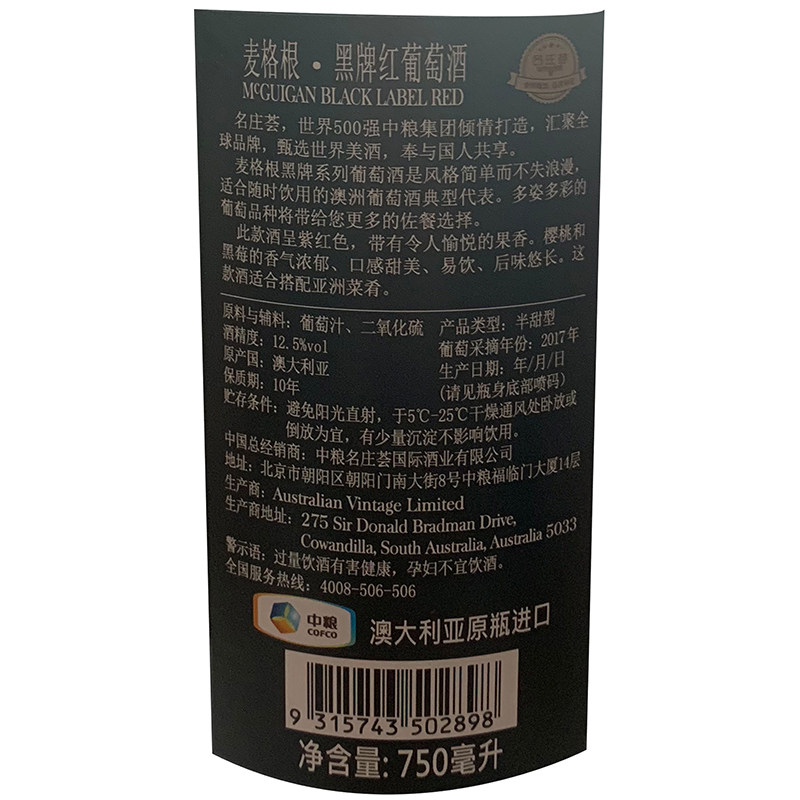 麦格根·黑牌红葡萄酒
McGUIGAN BLACK LABEL RED
名庄荟
名庄荟，世界500强中粮集团倾情打造，汇聚全
球品牌，甄选世界美酒，奉与国人共享。
麦格根黑牌系列葡萄酒是风格简单而不失浪漫，
适合随时饮用的澳洲葡萄酒典型代表。多姿多彩的
葡萄品种将带给您更多的佐餐选择。
此款酒呈紫红色，带有令人愉悦的果香。樱桃和
黑莓的香气浓郁、口感甜美、易饮、后味悠长。这
款酒适合搭配亚洲菜肴。
原料与辅料：葡萄汁、二氧化硫 产品类型：半甜型
酒精度：12.5%vol 葡萄采摘年份：2017年
原产国：澳大利亚 生产日期：年/月/日
保质期：10年 (请见瓶身底部喷码)
贮存条件：避免阳光直射，于5℃-25℃干燥通风处卧放或
倒放为宜，有少量沉淀不影响饮用。
中国总经销商：中粮名庄荟国际酒业有限公司
地址：北京市朝阳区朝阳门南大街8号中粮福临门大厦14层
生产商：Australian Vintage Limited
生产商地址：275 Sir Donald Bradman Drive,
Cowandilla, South Australia, Australia 5033
警示语：过量饮酒有害健康，孕妇不宜饮酒。
全国服务热线：4008-506-506
中粮
COFCO
澳大利亚原瓶进口
9 315743 502898
净含量: 750毫升